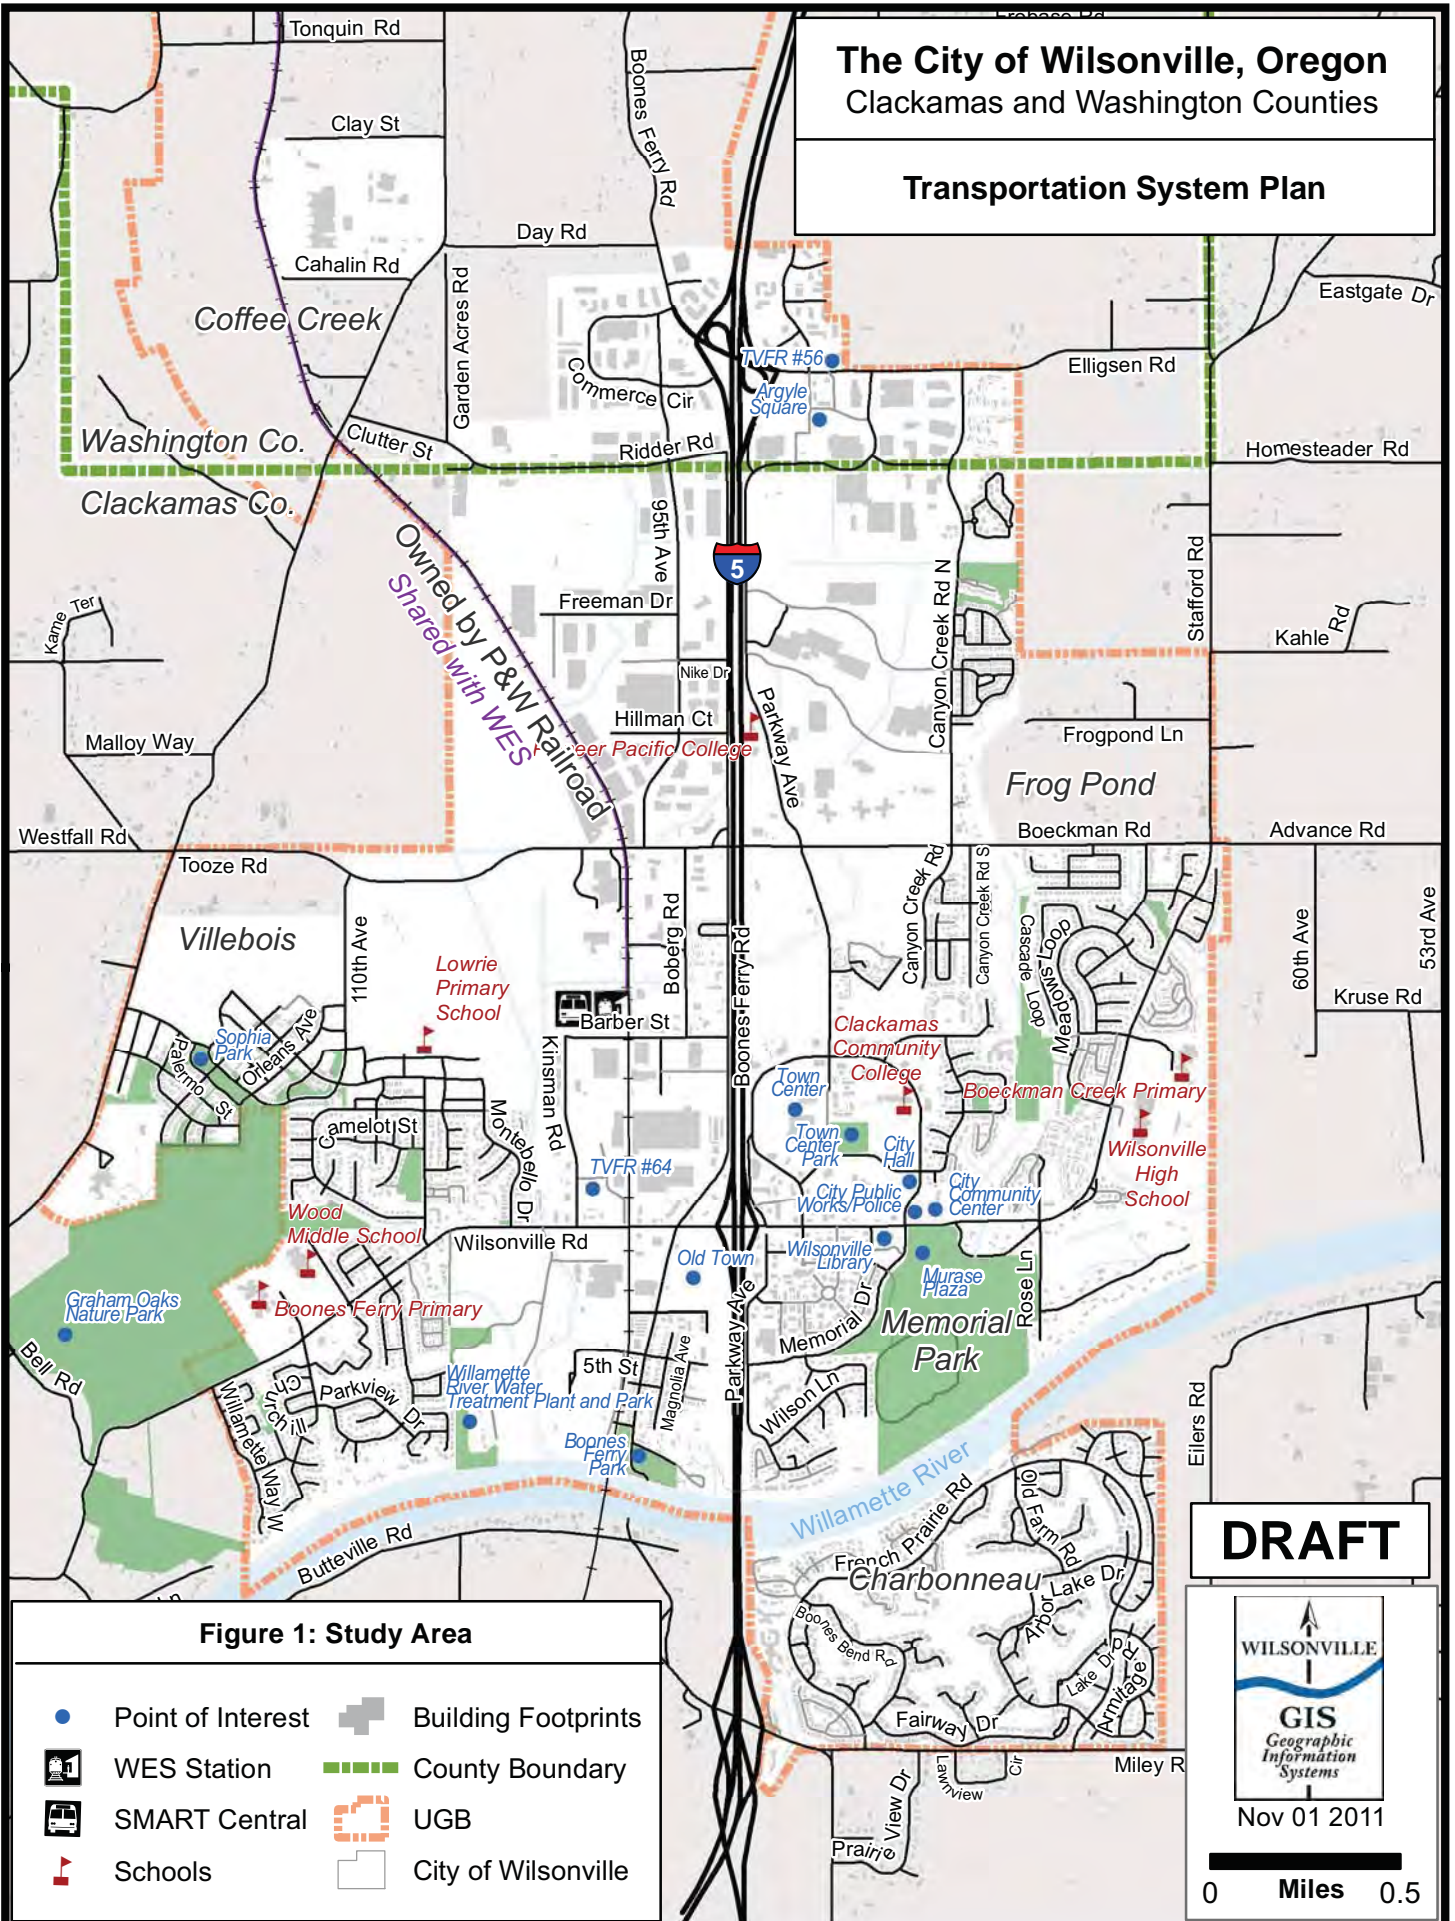 Frobase Rd
Tonquin Rd
Boones Ferry Rd
The City of Wilsonville, Oregon
Clackamas and Washington Counties
Transportation System Plan
Clay St
Day Rd
Cahalin Rd
Garden Acres Rd
Coffee Creek
Eastgate Dr
TVFR #56
Elligsen Rd
Commerce Cir
Argyle
Square
Washington Co.
Clutter St
Ridder Rd
Homesteader Rd
Clackamas Co.
95th Ave
Owned by P&W Railroad
Shared with WES
5
Canyon Creek Rd N
Stafford Rd
Freeman Dr
Kame Ter
Kahle Rd
Nike Dr
Parkway Ave
Hillman Ct
Malloy Way
eer Pacific College
Frogpond Ln
Frog Pond
Westfall Rd
Boeckman Rd
Advance Rd
Tooze Rd
Canyon Creek Rd
Canyon Creek Rd S
Villebois
110th Ave
Boberg Rd
Boones Ferry Rd
Cascade Loop
Meadows Loop
60th Ave
53rd Ave
Lowrie
Primary
School
Kruse Rd
Barber St
Clackamas
Community
College
Sophia
Park
Orleans Ave
Palermo St
Kinsman Rd
Town
Center
Boeckman Creek Primary
Camelot St
Montebello Dr
Town
Center
Park
City
Hall
Wilsonville
High
School
TVFR #64
City Public
Works/Police
City
Community
Center
Wood
Middle School
Wilsonville Rd
Old Town
Wilsonville
Library
Murase
Plaza
Rose Ln
Graham Oaks
Nature Park
Boones Ferry Primary
Parkway Ave
Memorial Dr
Memorial
Park
Bell Rd
5th St
Magnolia Ave
Willamette
River Water
Treatment Plant and Park
Churchill
Parkview Dr
Willamette Way W
Wilson Ln
Eilers Rd
Boones
Ferry
Park
Willamette River
Old Farm Rd
French Prairie Rd
Butteville Rd
DRAFT
Charbonneau
Arbor Lake Dr
Ln
Boones Bend Rd
Lake Dr
Armitage Rd
Fairway Dr
Lawnview
Cir
Miley R
Prairie View Dr
Figure 1: Study Area
Point of Interest
Building Footprints
WES Station
County Boundary
SMART Central
UGB
Schools
City of Wilsonville
WILSONVILLE
GIS
Geographic
Information
Systems
Nov 01 2011
0 Miles 0.5